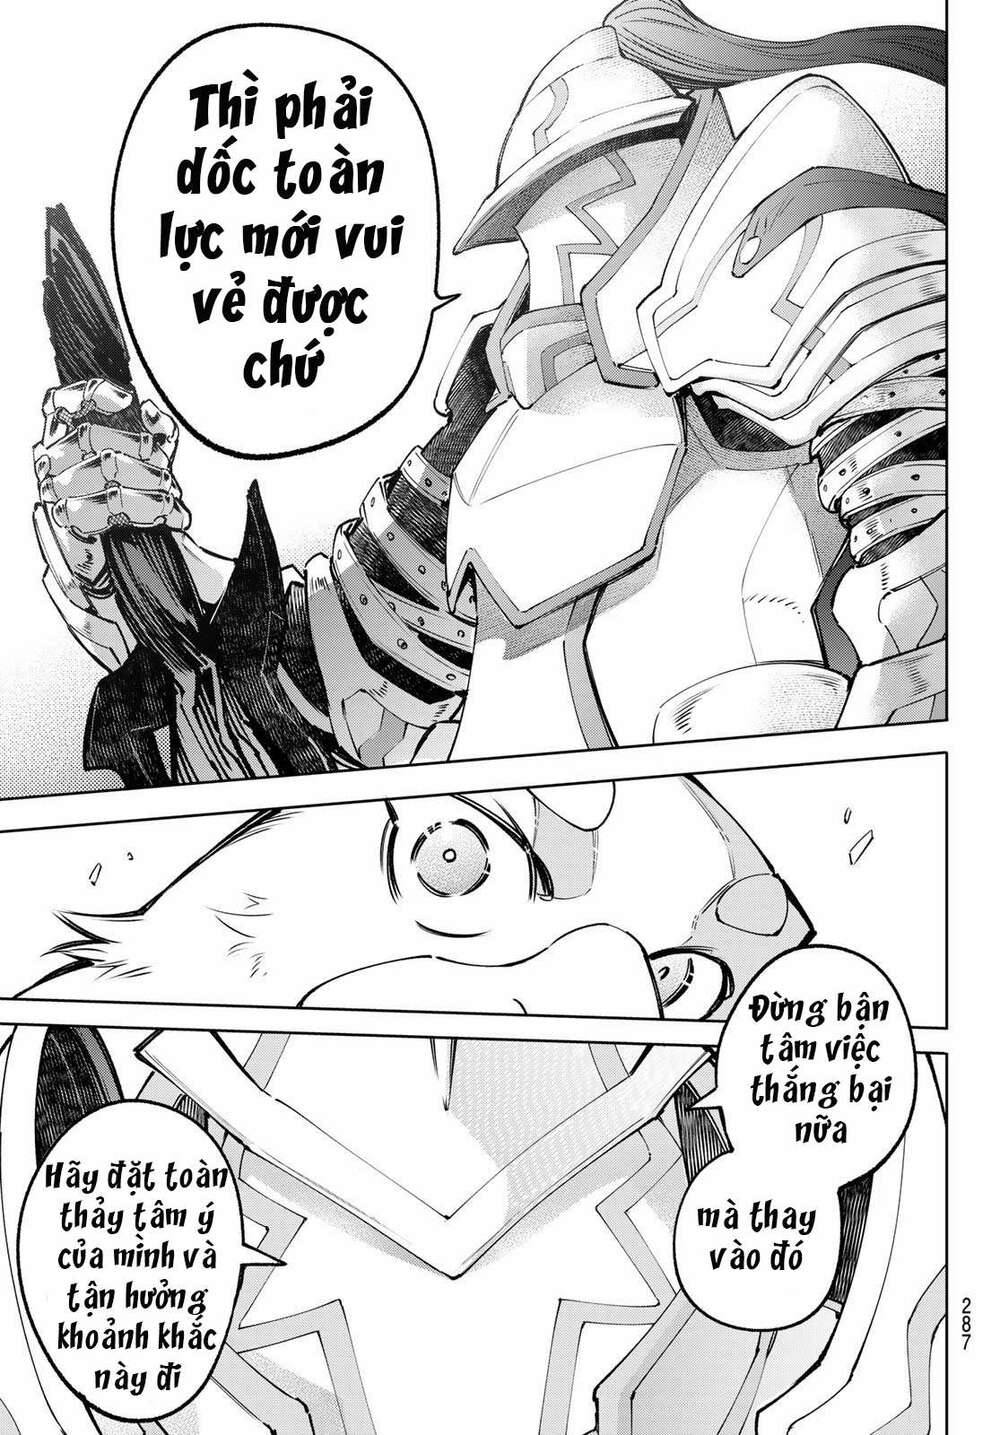 Thì phải
dốc toàn
lực mới vui
vẻ được
chứ
Đừng bận
tâm việc
thắng bại
nữa
mà thay
vào đó
Hãy đặt toàn
thảy tâm ý
của mình và
tận hưởng
khoảnh khắc
này đi
287